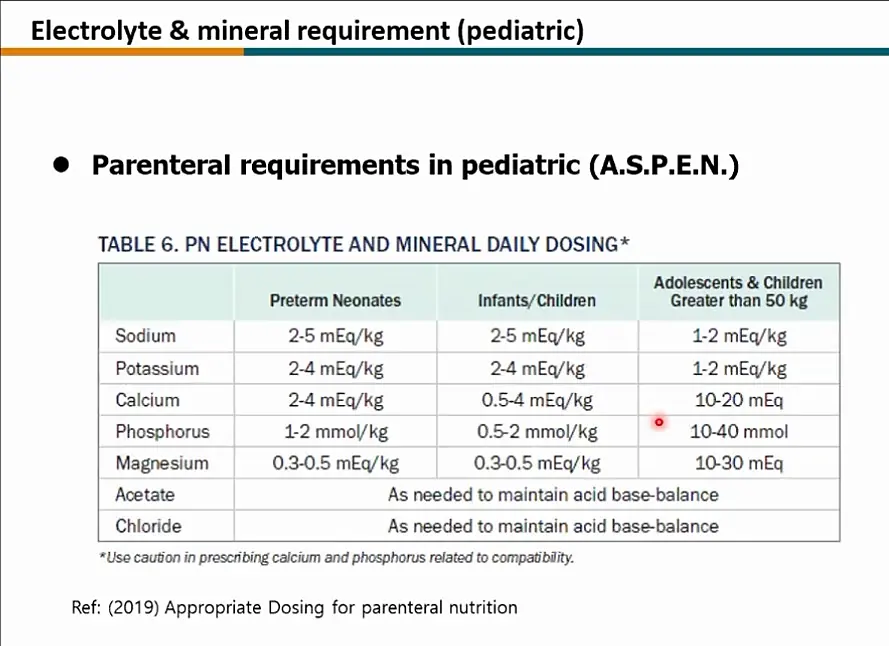 Electrolyte & mineral requirement (pediatric)
● Parenteral requirements in pediatric (A.S.P.E.N.)
TABLE 6. PN ELECTROLYTE AND MINERAL DAILY DOSING*
Preterm Neonates Infants/Children Adolescents & Children Greater than 50 kg
Sodium 2-5 mEq/kg 2-5 mEq/kg 1-2 mEq/kg
Potassium 2-4 mEq/kg 2-4 mEq/kg 1-2 mEq/kg
Calcium 2-4 mEq/kg 0.5-4 mEq/kg 10-20 mEq
Phosphorus 1-2 mmol/kg 0.5-2 mmol/kg 10-40 mmol
Magnesium 0.3-0.5 mEq/kg 0.3-0.5 mEq/kg 10-30 mEq
Acetate As needed to maintain acid base-balance
Chloride As needed to maintain acid base-balance
*Use caution in prescribing calcium and phosphorus related to compatibility.
Ref: (2019) Appropriate Dosing for parenteral nutrition